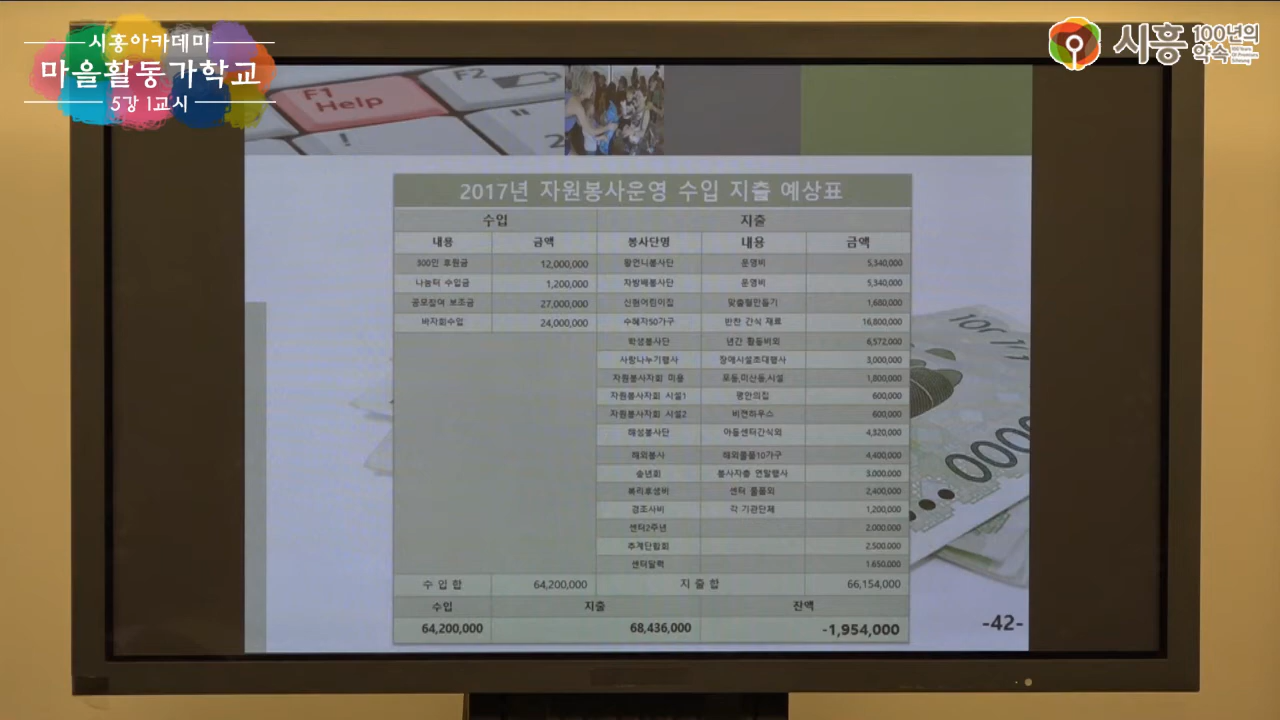 시흥아카데미
마을활동가학교
5강 1교시
시흥 100년의 약속
F1
Help
F2
"
!
2
2017년 자원봉사운영 수입 지출 예상표
수입 지출
내용 금액 봉사단명 내용 금액
300인 후원금 12,000,000 왕언니봉사단 운영비 5,340,000
나눔터 수입금 1,200,000 차량배봉사단 운영비 5,340,000
공모참여 보조금 27,000,000 신현어린이집 맞춤형만들기 1,680,000
바자회수입 24,000,000 수혜자50가구 반찬 간식 재료 16,800,000
학생봉사단 년간 활동비외 6,572,000
사랑나누기행사 장애시설초대행사 3,000,000
자원봉사자회 미용 포동,미산동,시설 1,800,000
자원봉사자회 시설1 평안의집 600,000
자원봉사자회 시설2 비젼하우스 600,000
해성봉사단 아동센터간식외 4,320,000
해외봉사 해외물품10가구 4,400,000
송년회 봉사자층 연말행사 3,000,000
복리후생비 센터 물품외 2,400,000
경조사비 각 기관단체 1,200,000
센터2주년 2,000,000
추계단합회 2,500,000
센터달력 1,650,000
수 입 합 64,200,000 지 출 합 66,154,000
수입 지출 잔액
64,200,000 68,436,000 -1,954,000
-42-